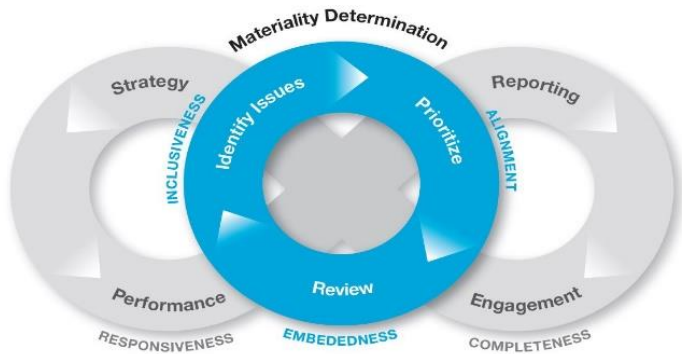 Materiality Determination
Strategy
Identify Issues
Prioritize
Reporting
INCLUSIVENESS
ALIGNMENT
Performance
Review
Engagement
RESPONSIVENESS
EMBEDEDNESS
COMPLETENESS